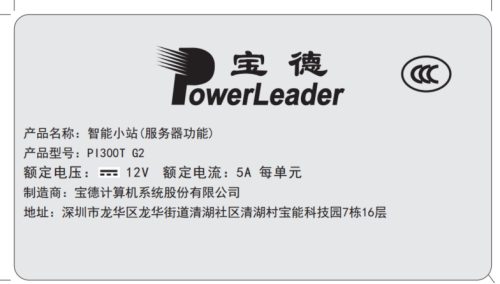 宝德
PowerLeader
CCC
产品名称：智能小站(服务器功能)
产品型号：PI300T G2
额定电压：⎓ 12V 额定电流：5A 每单元
制造商：宝德计算机系统股份有限公司
地址：深圳市龙华区龙华街道清湖社区清湖村宝能科技园7栋16层